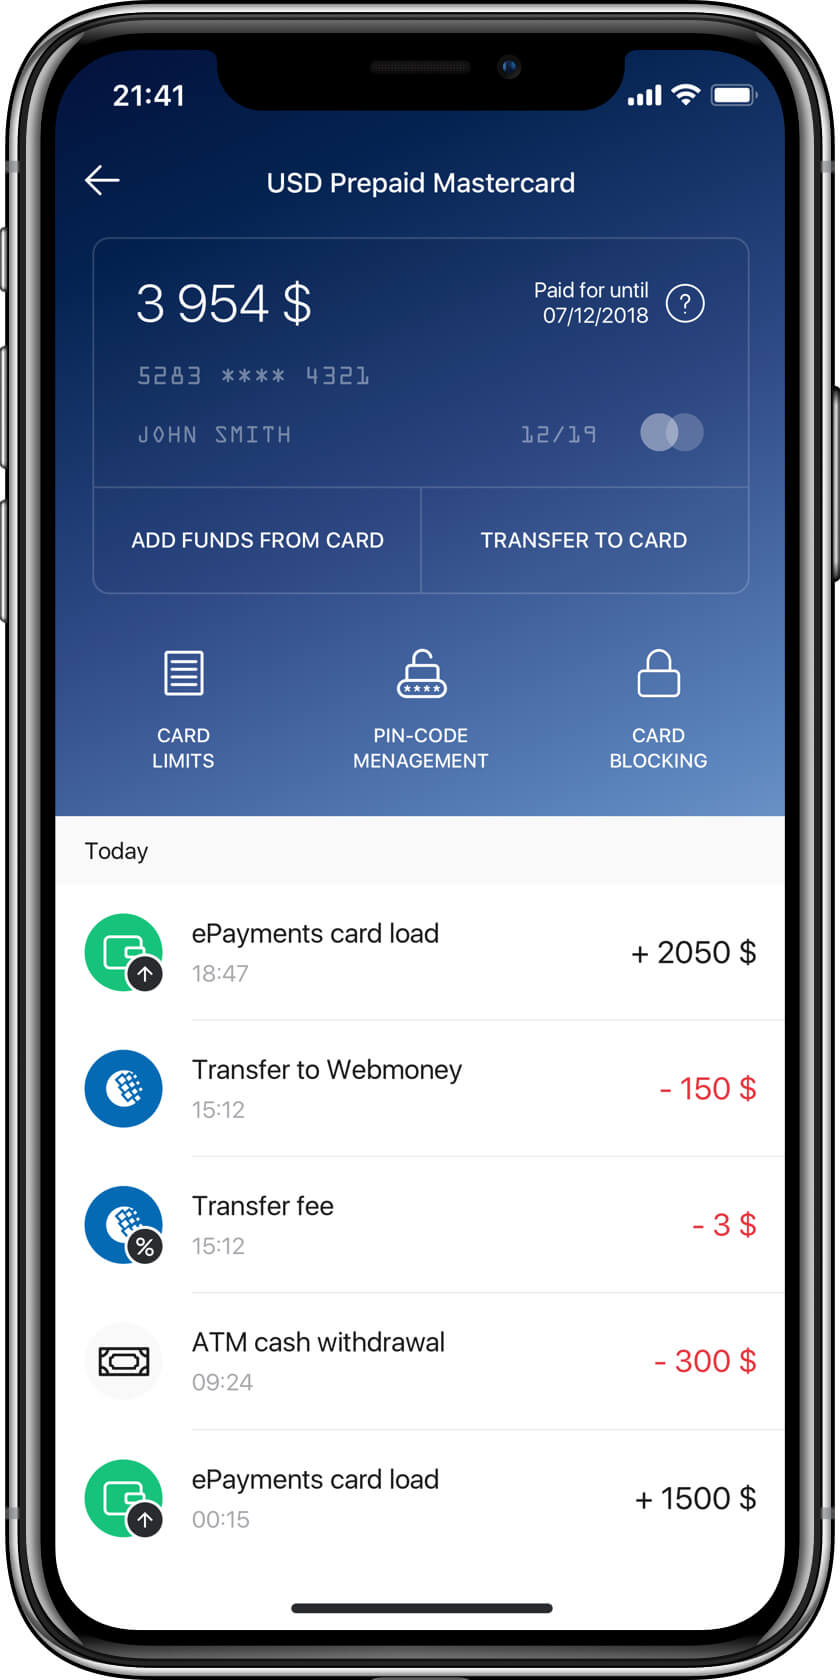 21:41
USD Prepaid Mastercard
3 954 $
Paid for until
07/12/2018
?
5283 **** 4321
JOHN SMITH
12/19
ADD FUNDS FROM CARD
TRANSFER TO CARD
CARD
LIMITS
****
PIN-CODE
MENAGEMENT
CARD
BLOCKING
Today
ePayments card load
18:47
+ 2050 $
Transfer to Webmoney
15:12
- 150 $
%
Transfer fee
15:12
- 3 $
ATM cash withdrawal
09:24
- 300 $
ePayments card load
00:15
+ 1500 $